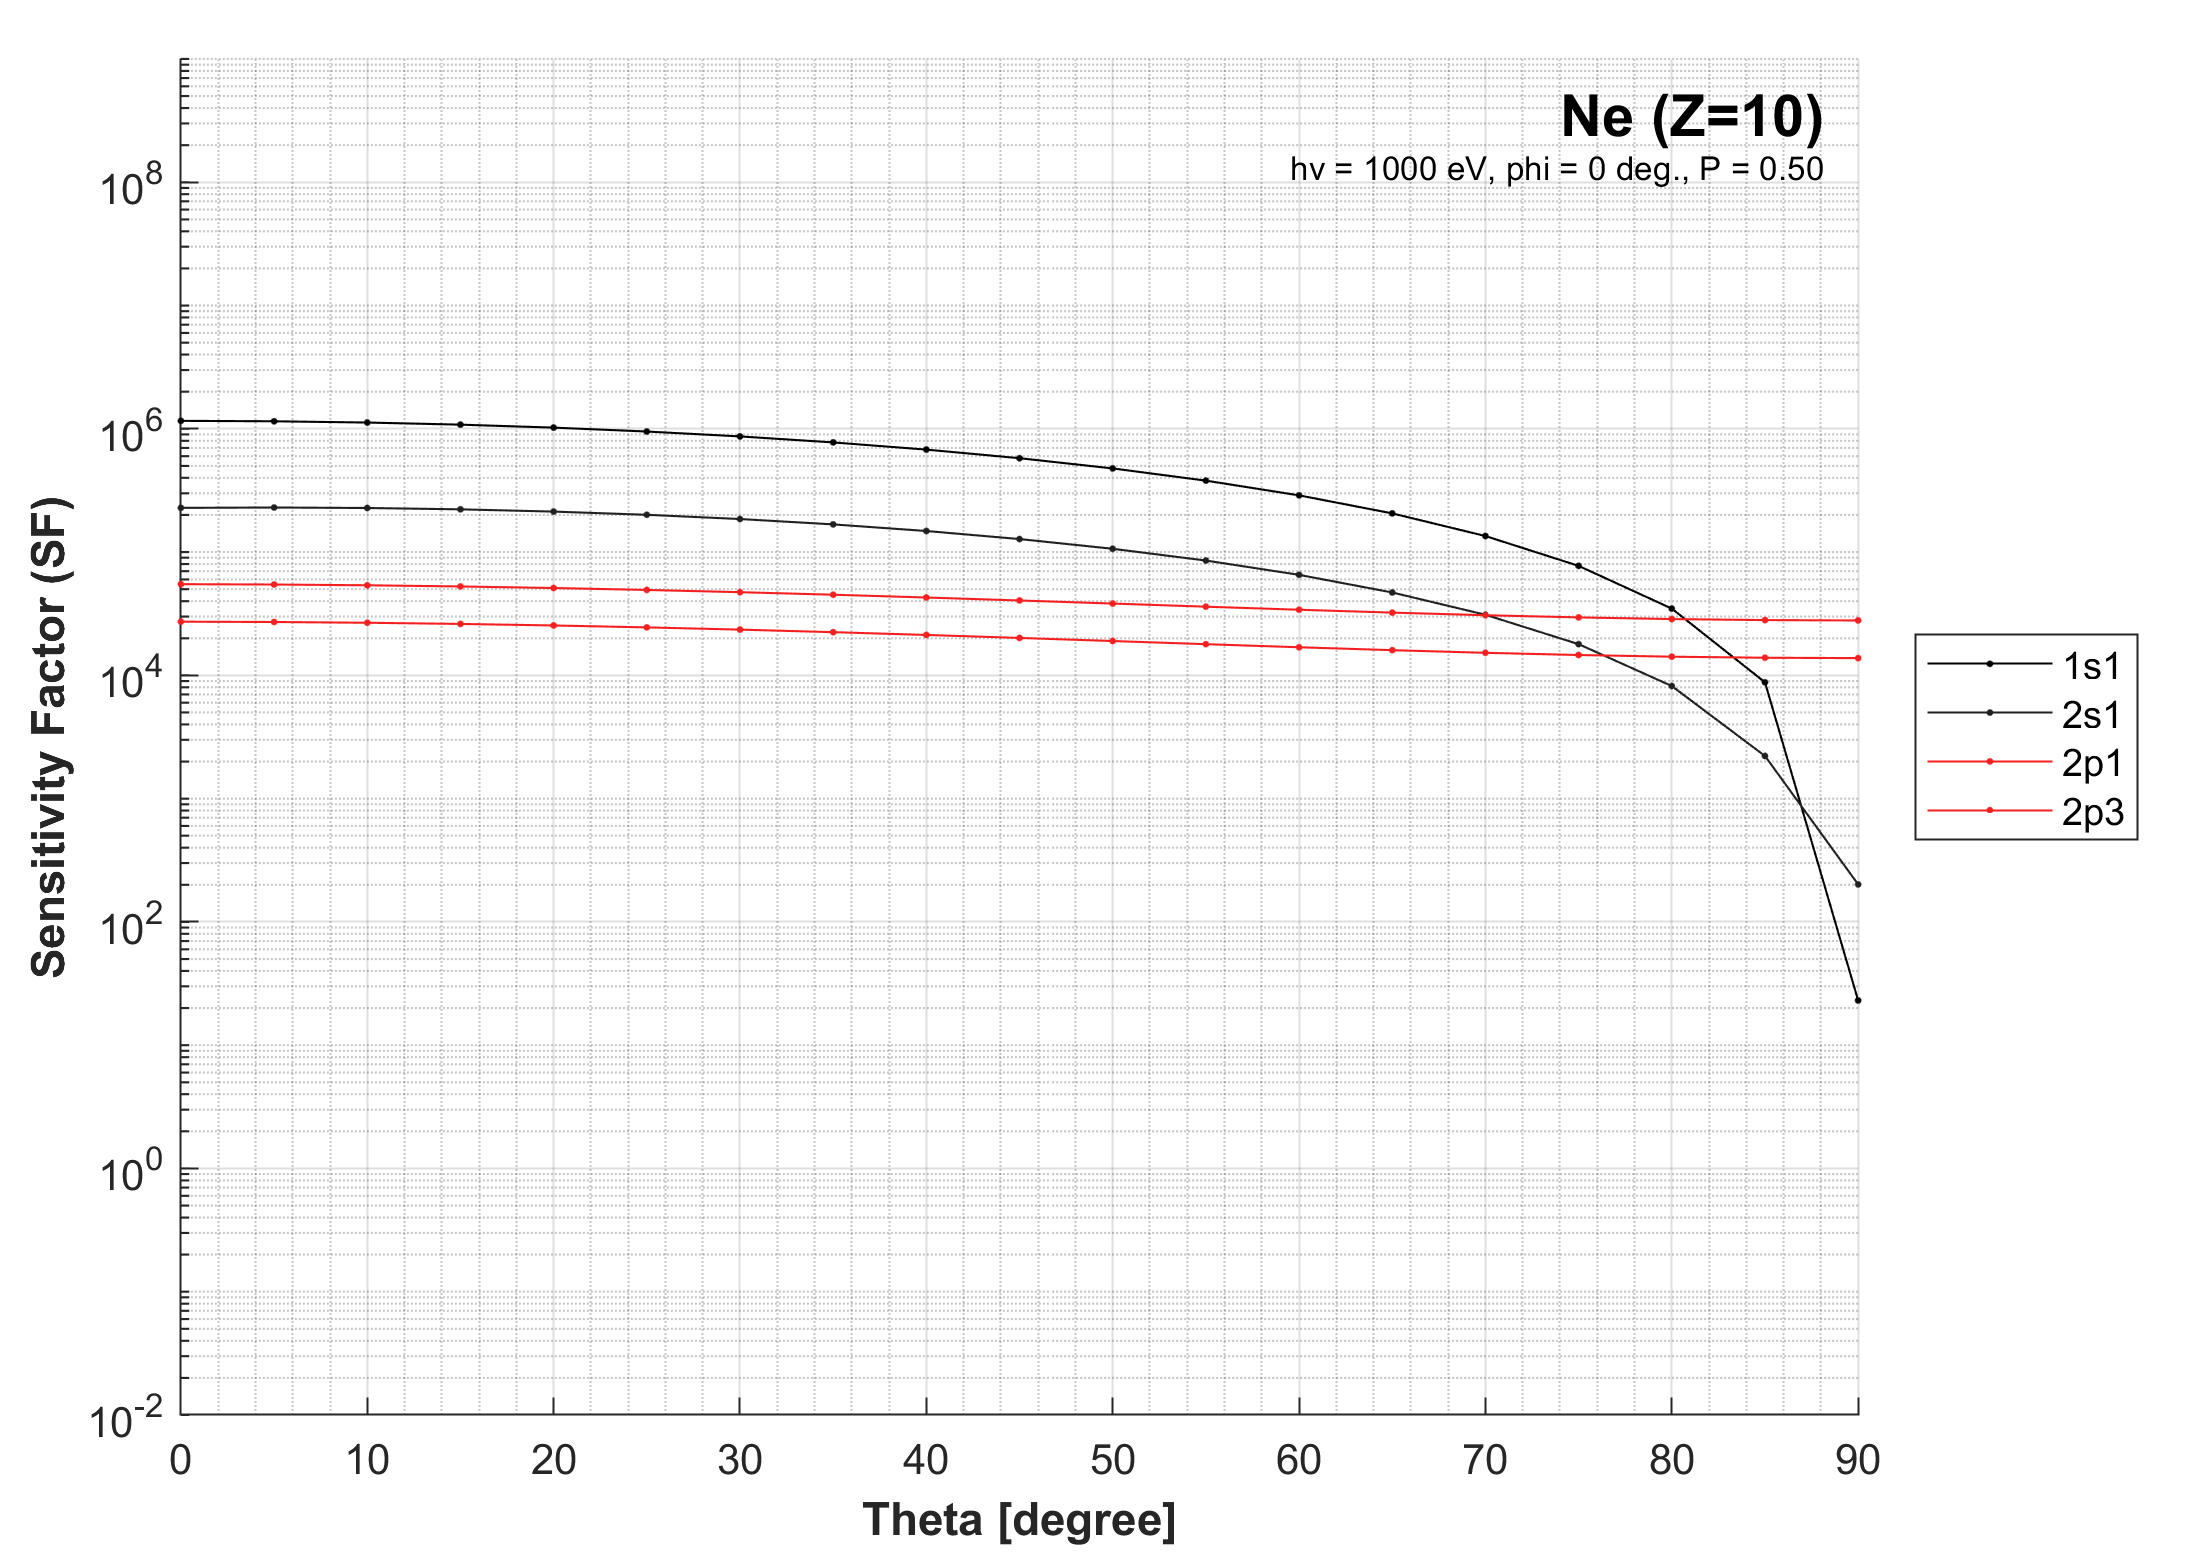 Ne (Z=10)
hv = 1000 eV, phi = 0 deg., P = 0.50
Sensitivity Factor (SF)
10^8
10^6
10^4
10^2
10^0
10^-2
0 10 20 30 40 50 60 70 80 90
Theta [degree]
1s1
2s1
2p1
2p3